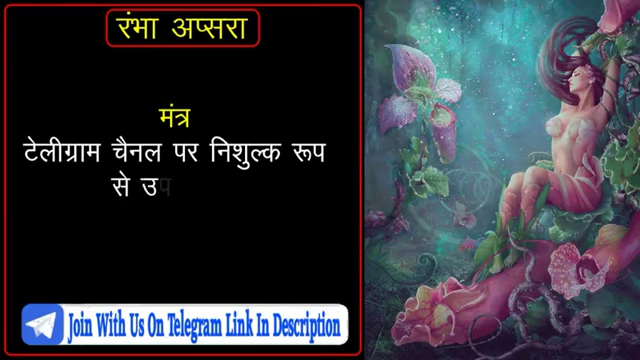 रंभा अप्सरा
मंत्र
टेलीग्राम चैनल पर निशुल्क रूप
से उप
Join With Us On Telegram Link In Description